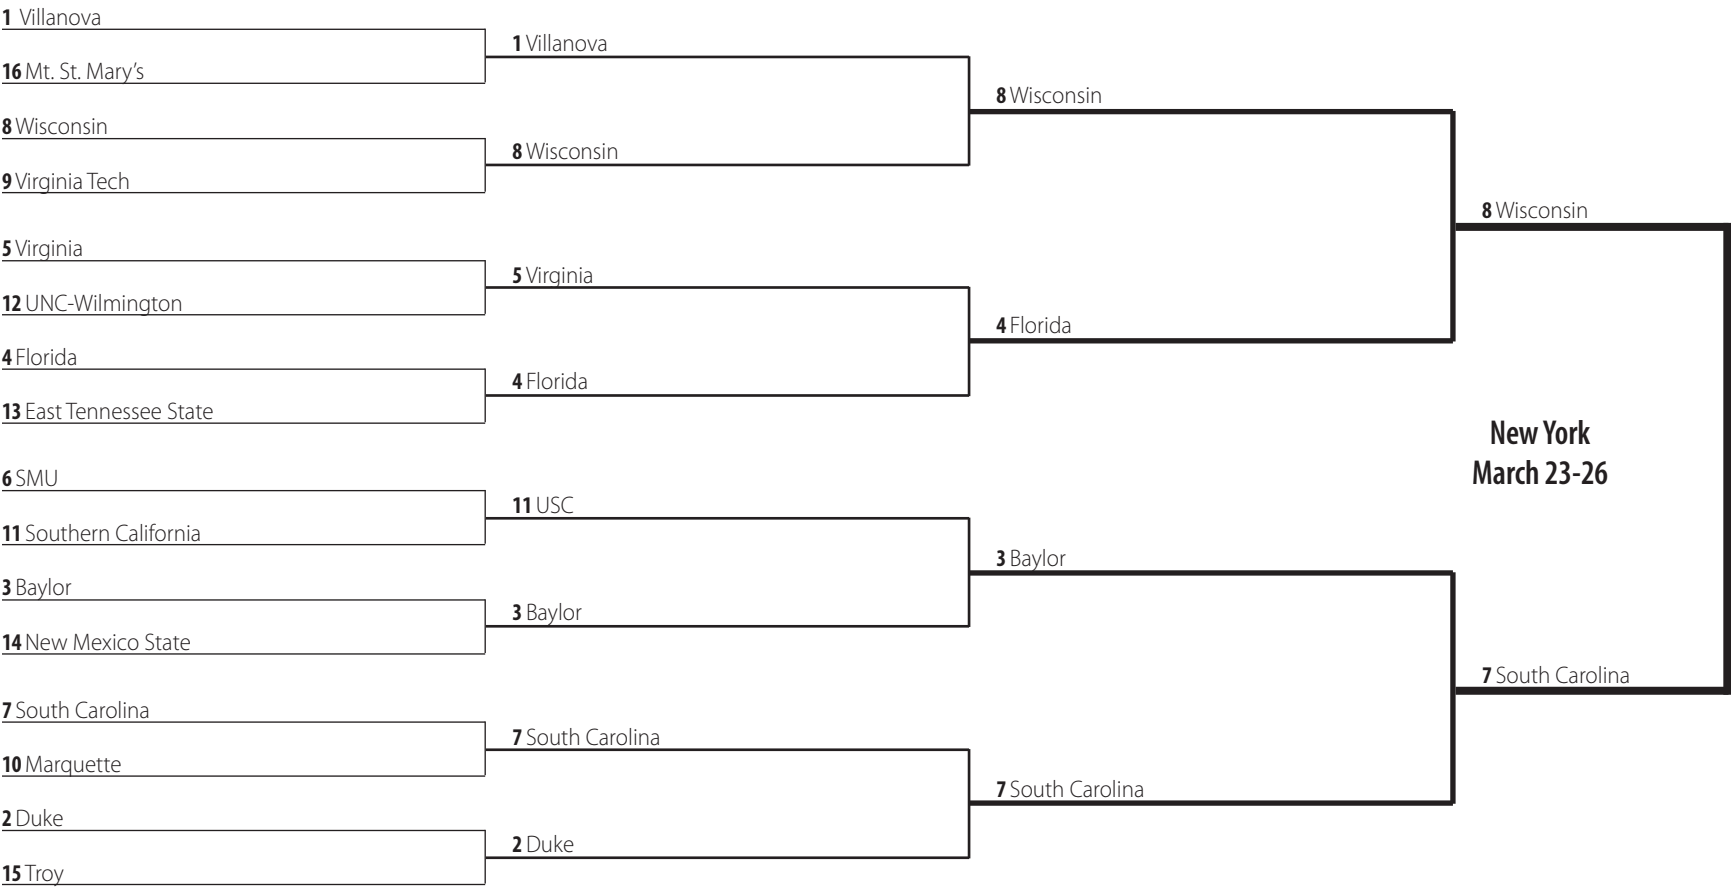 1 Villanova
16 Mt. St. Mary's
8 Wisconsin
9 Virginia Tech
5 Virginia
12 UNC-Wilmington
4 Florida
13 East Tennessee State
6 SMU
11 Southern California
3 Baylor
14 New Mexico State
7 South Carolina
10 Marquette
2 Duke
15 Troy
1 Villanova
8 Wisconsin
5 Virginia
4 Florida
11 USC
3 Baylor
7 South Carolina
2 Duke
8 Wisconsin
4 Florida
3 Baylor
7 South Carolina
8 Wisconsin
7 South Carolina
New York
March 23-26